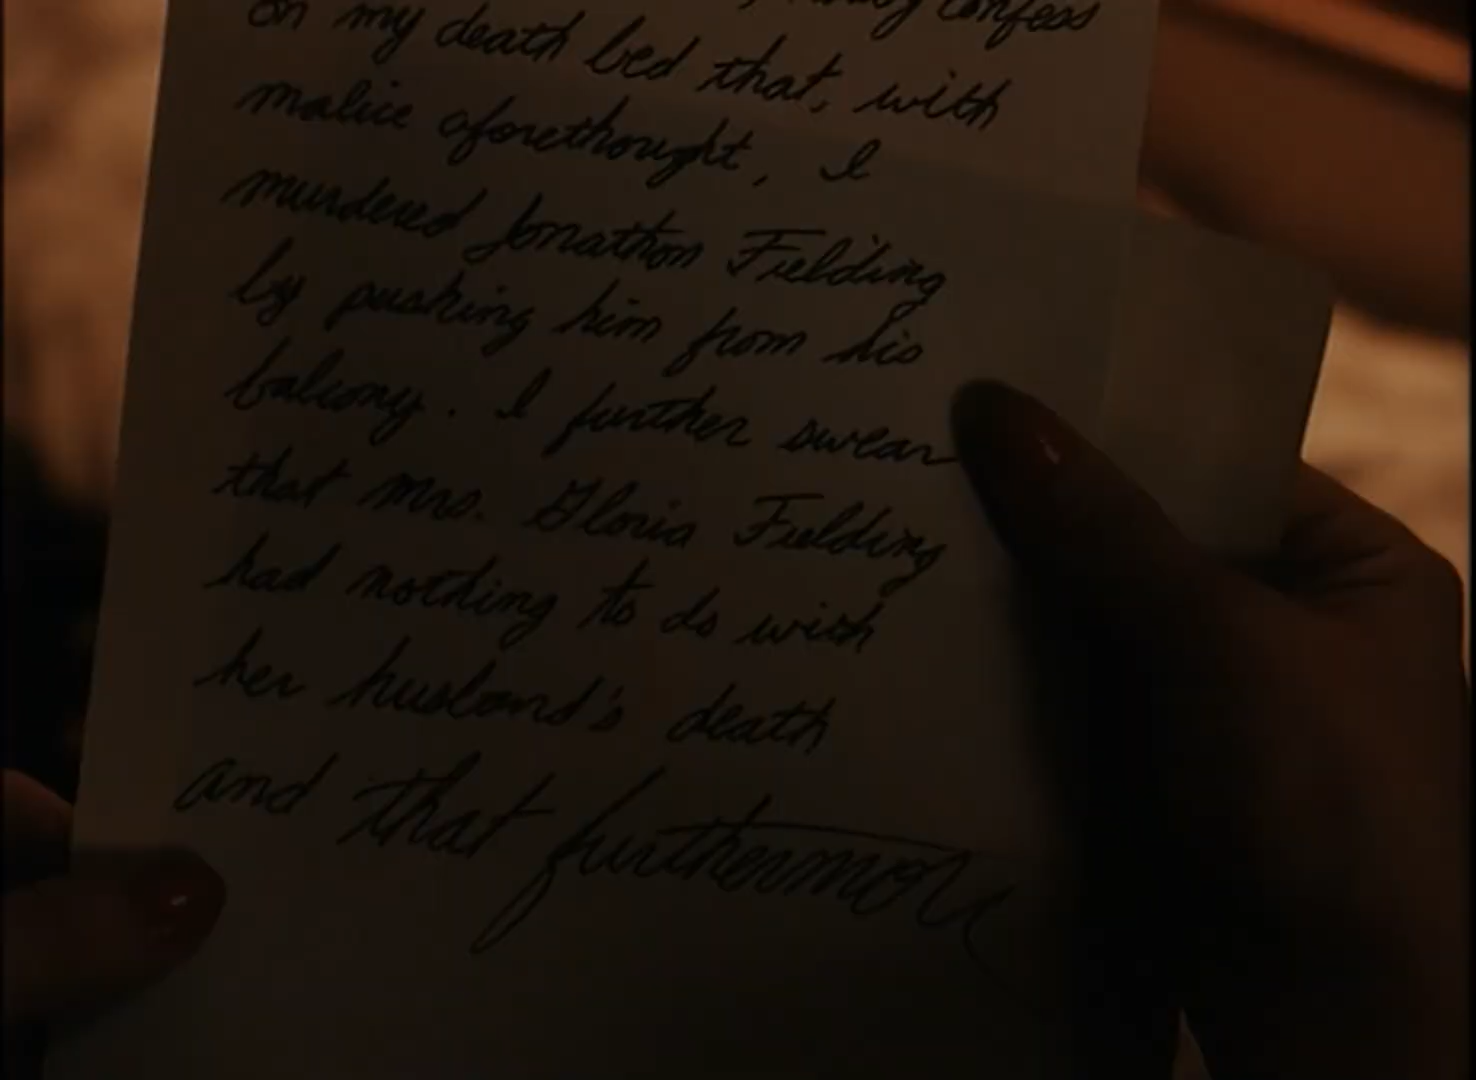 confess
on my death bed that, with
malice aforethought, I
murdered Jonathon Fielding
by pushing him from his
balcony. I further swear
that Mrs. Gloria Fielding
had nothing to do with
her husband's death
and that furthermore